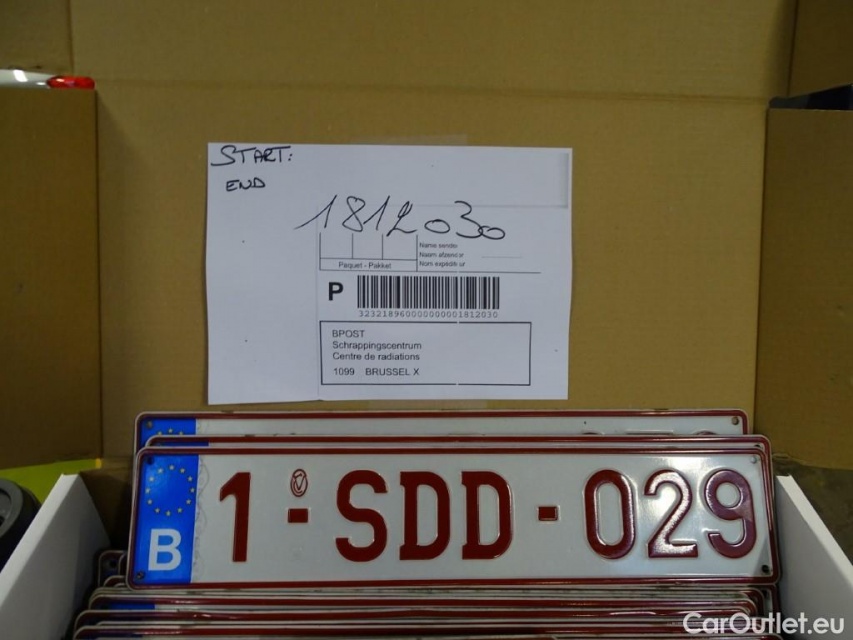 START:
END
1812030
Name sender
Naam afzender
Nom expéditeur
Paquet - Pakket
P
3232189600000000001812030
BPOST
Schrappingscentrum
Centre de radiations
1099 BRUSSEL X
B 1-SDD-029
CarOutlet.eu